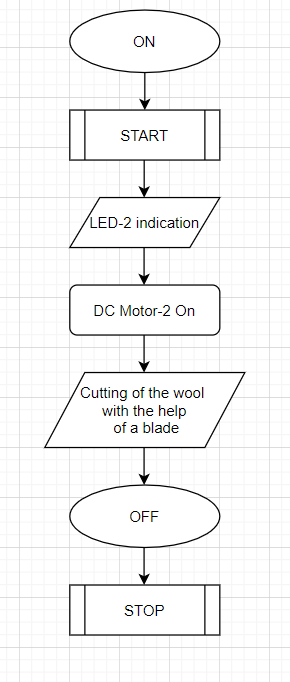 ON
START
LED-2 indication
DC Motor-2 On
Cutting of the wool
with the help
of a blade
OFF
STOP